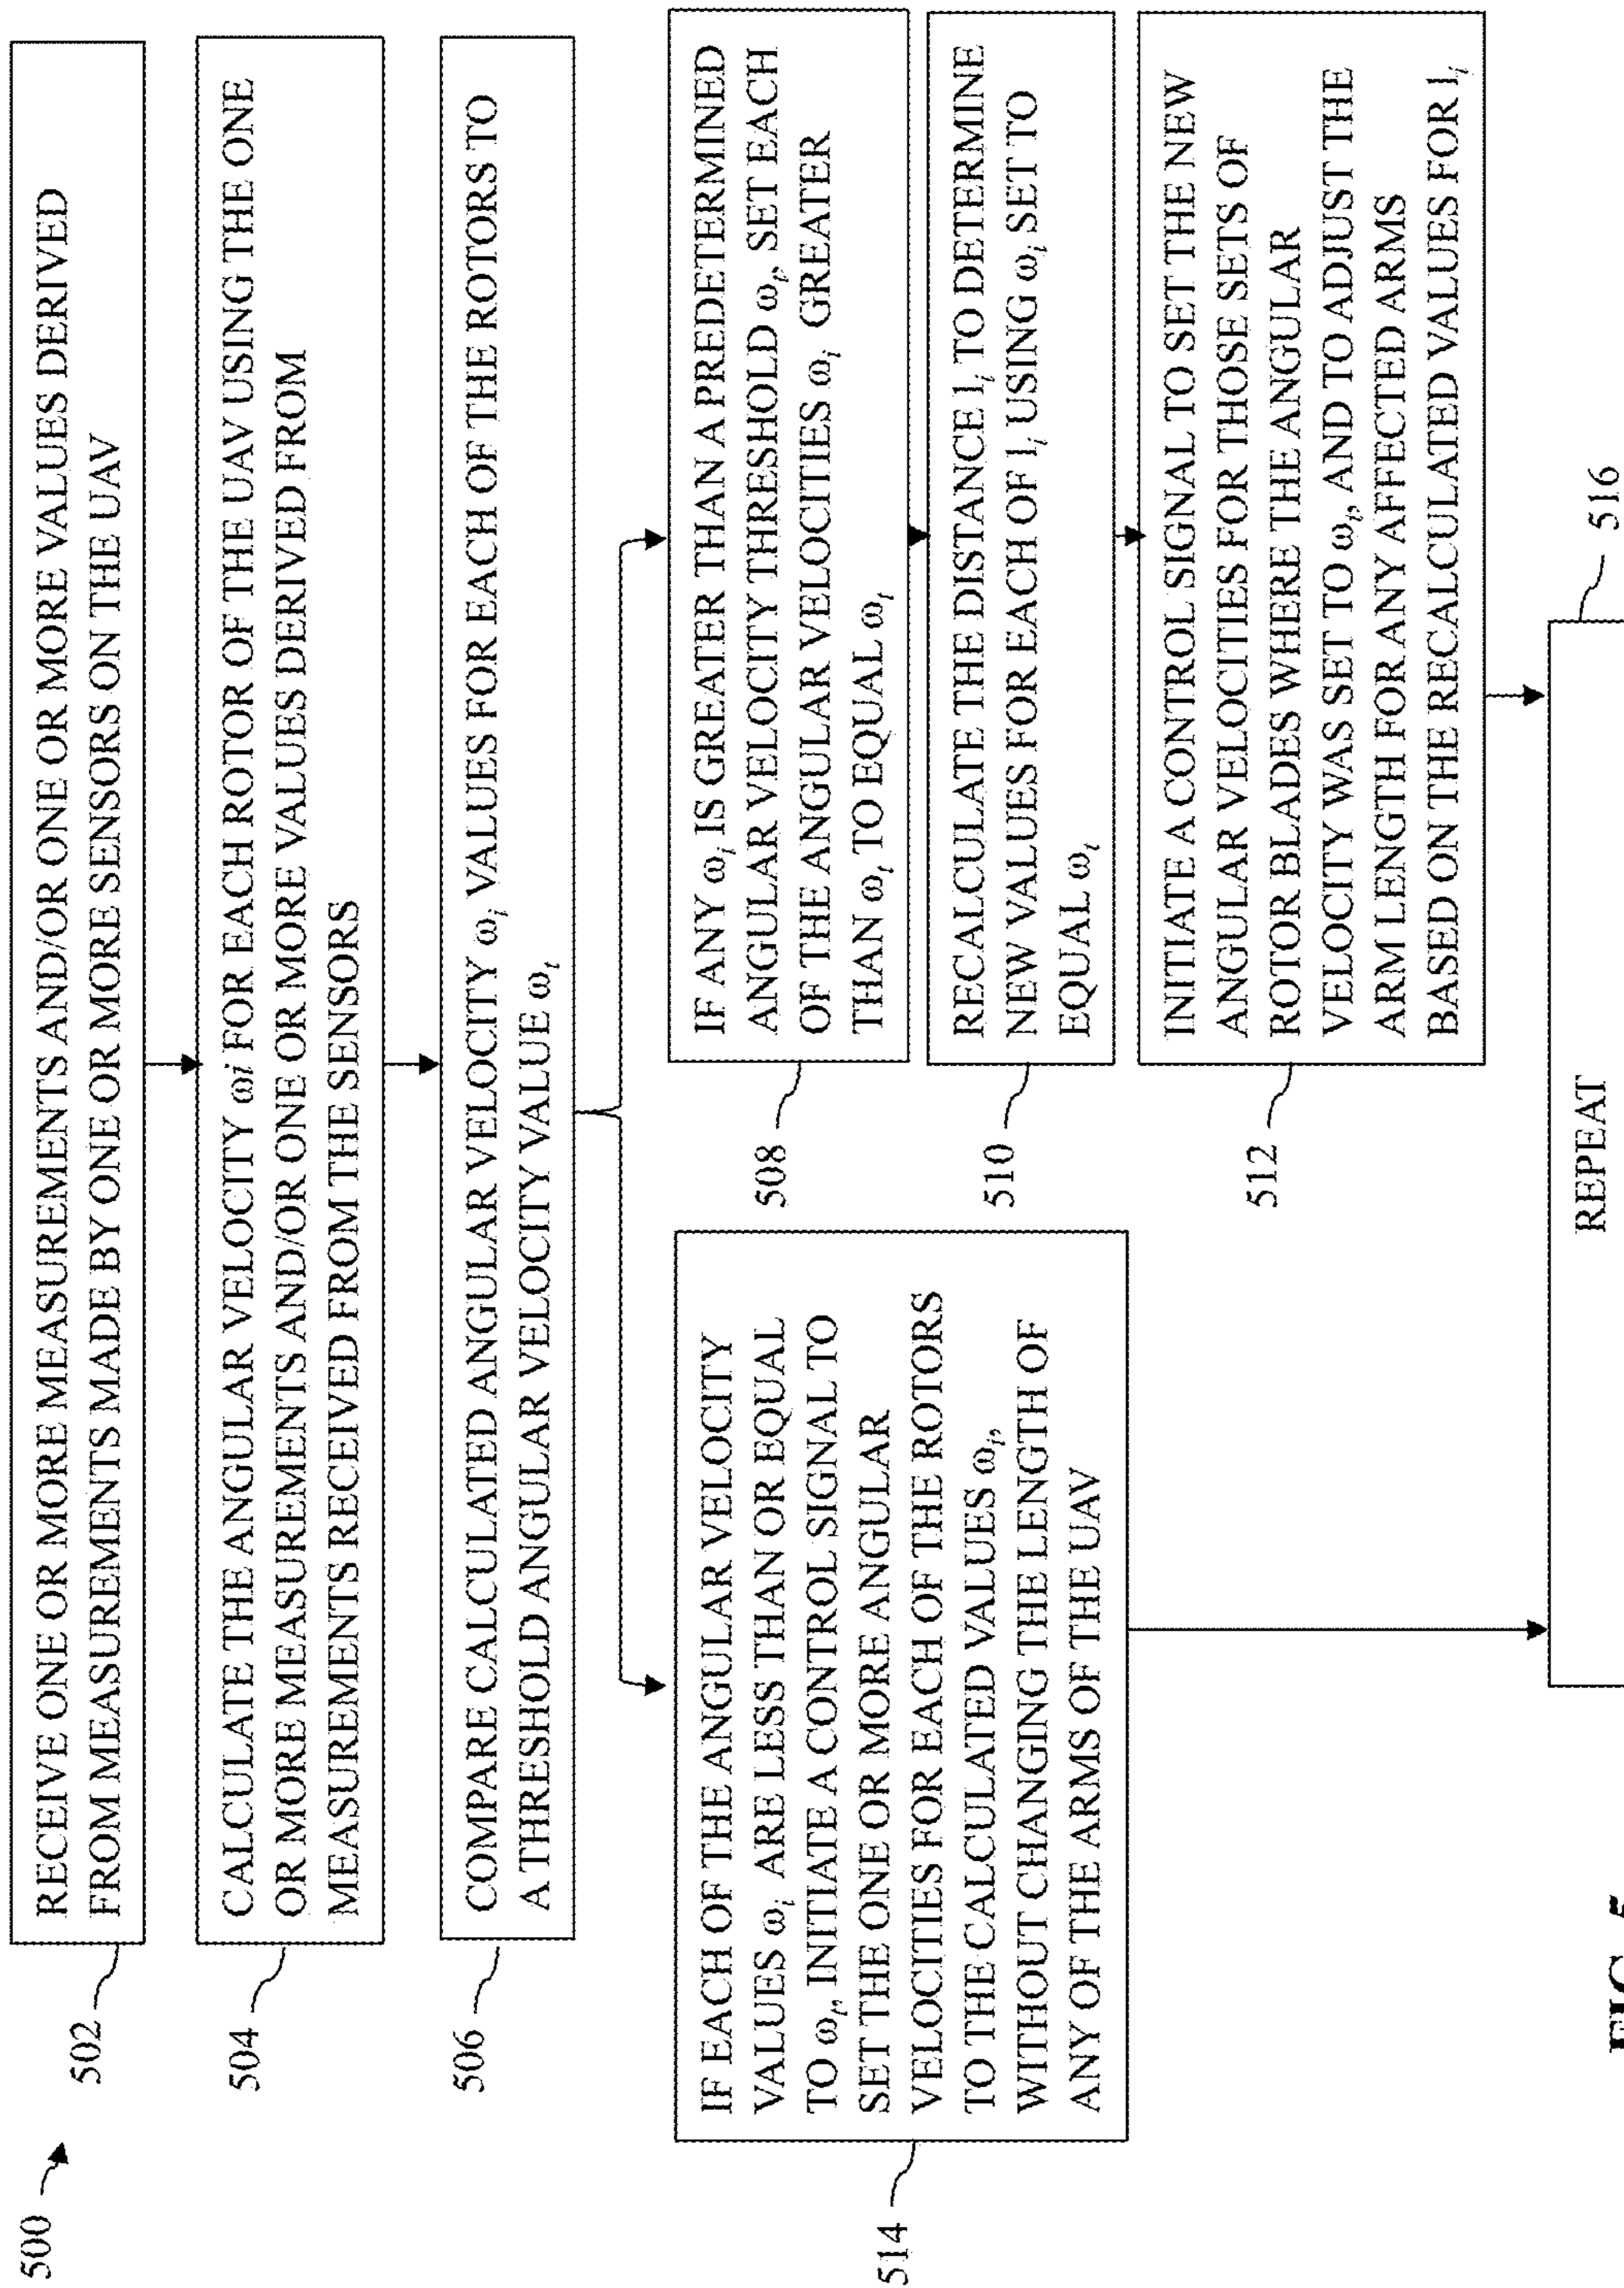 500
502
RECEIVE ONE OR MORE MEASUREMENTS AND/OR ONE OR MORE VALUES DERIVED
FROM MEASUREMENTS MADE BY ONE OR MORE SENSORS ON THE UAV
504
CALCULATE THE ANGULAR VELOCITY ωi FOR EACH ROTOR OF THE UAV USING THE ONE
OR MORE MEASUREMENTS AND/OR ONE OR MORE VALUES DERIVED FROM
MEASUREMENTS RECEIVED FROM THE SENSORS
506
COMPARE CALCULATED ANGULAR VELOCITY ωi VALUES FOR EACH OF THE ROTORS TO
A THRESHOLD ANGULAR VELOCITY VALUE ωt
514
IF EACH OF THE ANGULAR VELOCITY
VALUES ωi ARE LESS THAN OR EQUAL
TO ωt, INITIATE A CONTROL SIGNAL TO
SET THE ONE OR MORE ANGULAR
VELOCITIES FOR EACH OF THE ROTORS
TO THE CALCULATED VALUES ωi,
WITHOUT CHANGING THE LENGTH OF
ANY OF THE ARMS OF THE UAV
508
IF ANY ωi IS GREATER THAN A PREDETERMINED
ANGULAR VELOCITY THRESHOLD ωt, SET EACH
OF THE ANGULAR VELOCITIES ωi GREATER
THAN ωt TO EQUAL ωt
510
RECALCULATE THE DISTANCE li TO DETERMINE
NEW VALUES FOR EACH OF li USING ωi SET TO
EQUAL ωt
512
INITIATE A CONTROL SIGNAL TO SET THE NEW
ANGULAR VELOCITIES FOR THOSE SETS OF
ROTOR BLADES WHERE THE ANGULAR
VELOCITY WAS SET TO ωt, AND TO ADJUST THE
ARM LENGTH FOR ANY AFFECTED ARMS
BASED ON THE RECALCULATED VALUES FOR li
REPEAT
516
FIG. 5